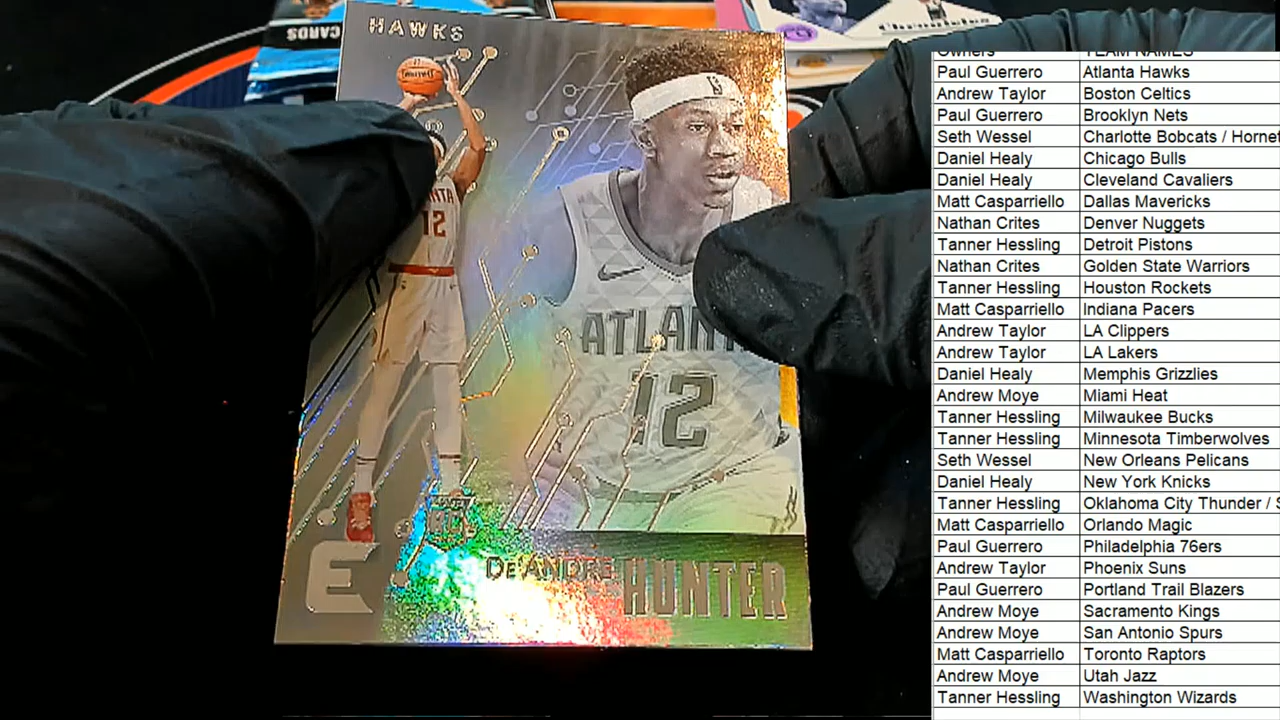 HAWKS
CARDS
12
ATLAN
12
E
RC
DE'ANDRE HUNTER
Owners TEAM NAMES
Paul Guerrero Atlanta Hawks
Andrew Taylor Boston Celtics
Paul Guerrero Brooklyn Nets
Seth Wessel Charlotte Bobcats / Horne
Daniel Healy Chicago Bulls
Daniel Healy Cleveland Cavaliers
Matt Casparriello Dallas Mavericks
Nathan Crites Denver Nuggets
Tanner Hessling Detroit Pistons
Nathan Crites Golden State Warriors
Tanner Hessling Houston Rockets
Matt Casparriello Indiana Pacers
Andrew Taylor LA Clippers
Andrew Taylor LA Lakers
Daniel Healy Memphis Grizzlies
Andrew Moye Miami Heat
Tanner Hessling Milwaukee Bucks
Tanner Hessling Minnesota Timberwolves
Seth Wessel New Orleans Pelicans
Daniel Healy New York Knicks
Tanner Hessling Oklahoma City Thunder / S
Matt Casparriello Orlando Magic
Paul Guerrero Philadelphia 76ers
Andrew Taylor Phoenix Suns
Paul Guerrero Portland Trail Blazers
Andrew Moye Sacramento Kings
Andrew Moye San Antonio Spurs
Matt Casparriello Toronto Raptors
Andrew Moye Utah Jazz
Tanner Hessling Washington Wizards